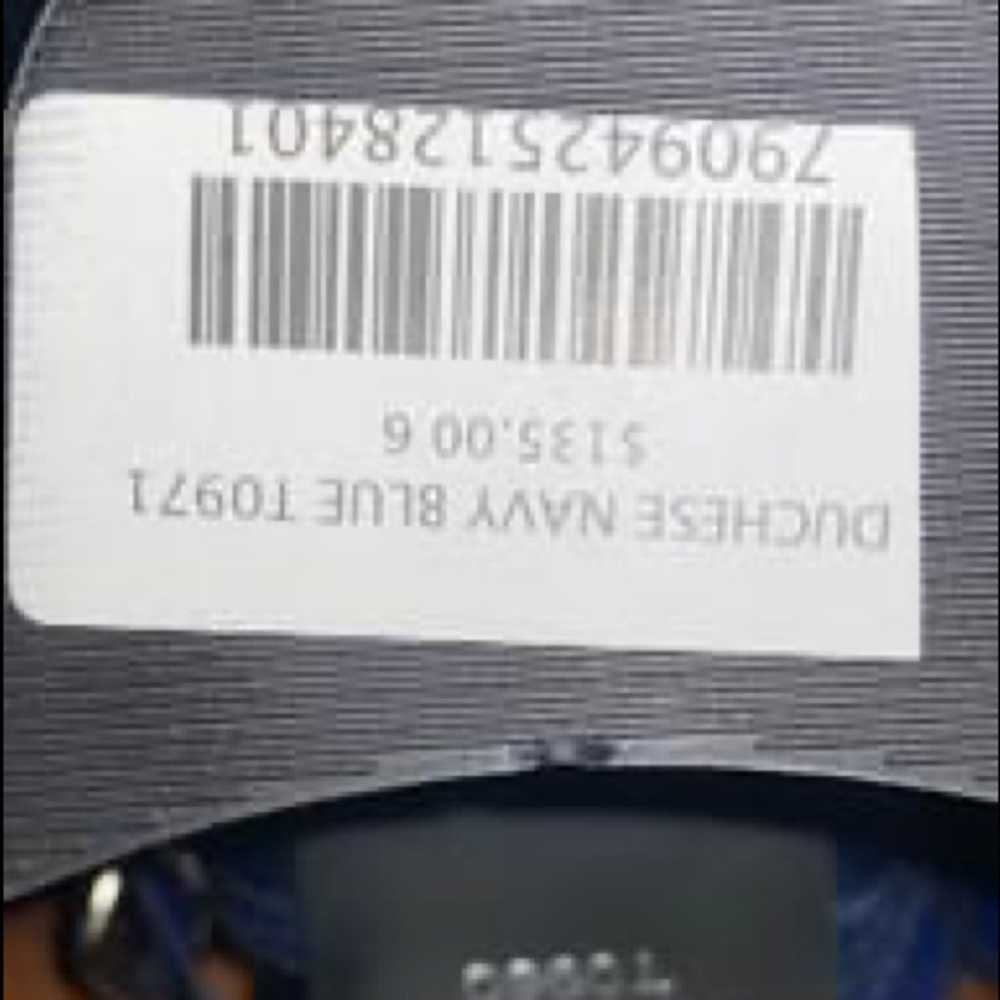 DUCHESE NAVY BLUE T0971
$135.00 6
7909425128401